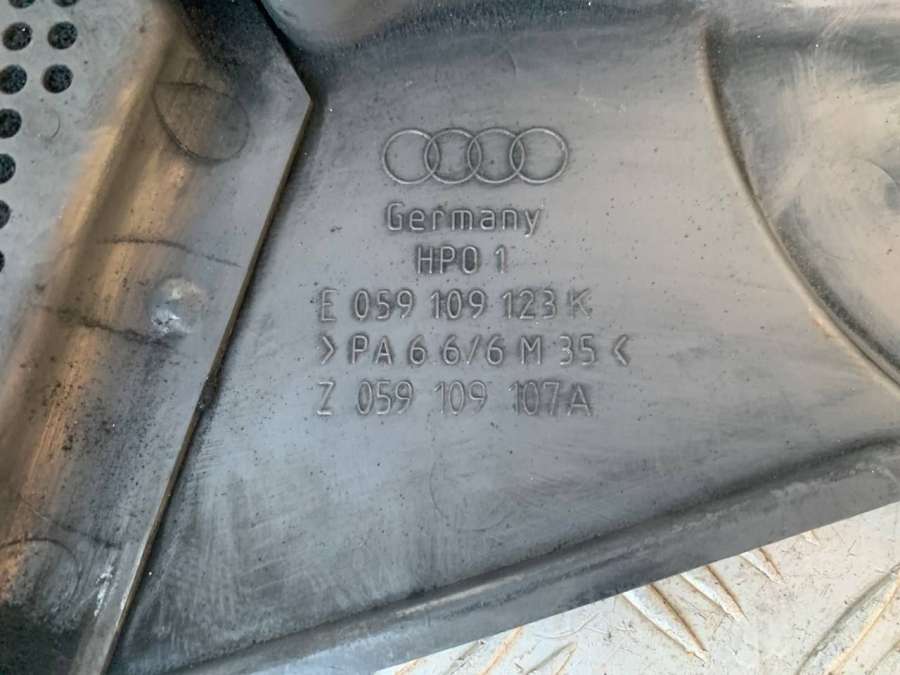 Germany
HPO 1
E 059 109 123 K
>PA 6.6/6 M 35<
Z 059 109 107 A